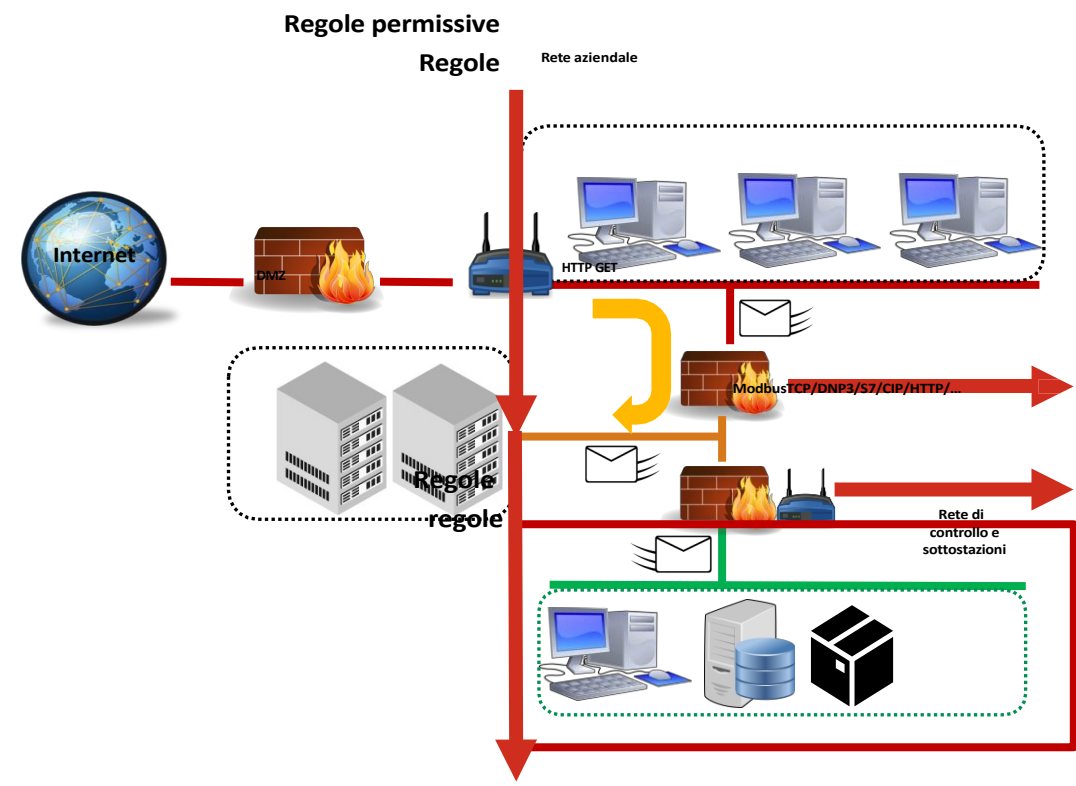 Regole permissive
Regole
Rete aziendale
Internet
DMZ
HTTP GET
ModbusTCP/DNP3/S7/CIP/HTTP/...
Regole
regole
Rete di
controllo e
sottostazioni